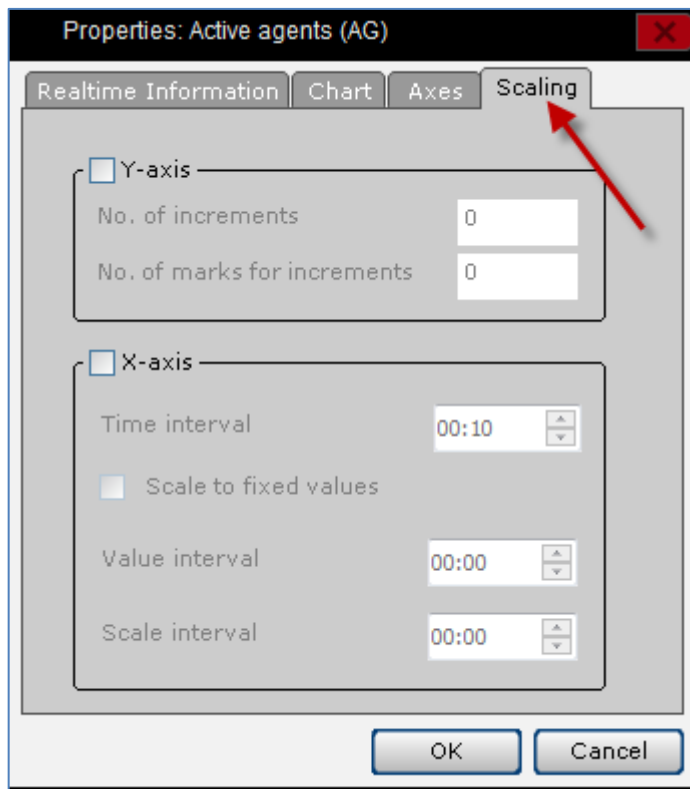 Properties: Active agents (AG)
Realtime Information Chart Axes Scaling
Y-axis
No. of increments 0
No. of marks for increments 0
X-axis
Time interval 00:10
Scale to fixed values
Value interval 00:00
Scale interval 00:00
OK Cancel